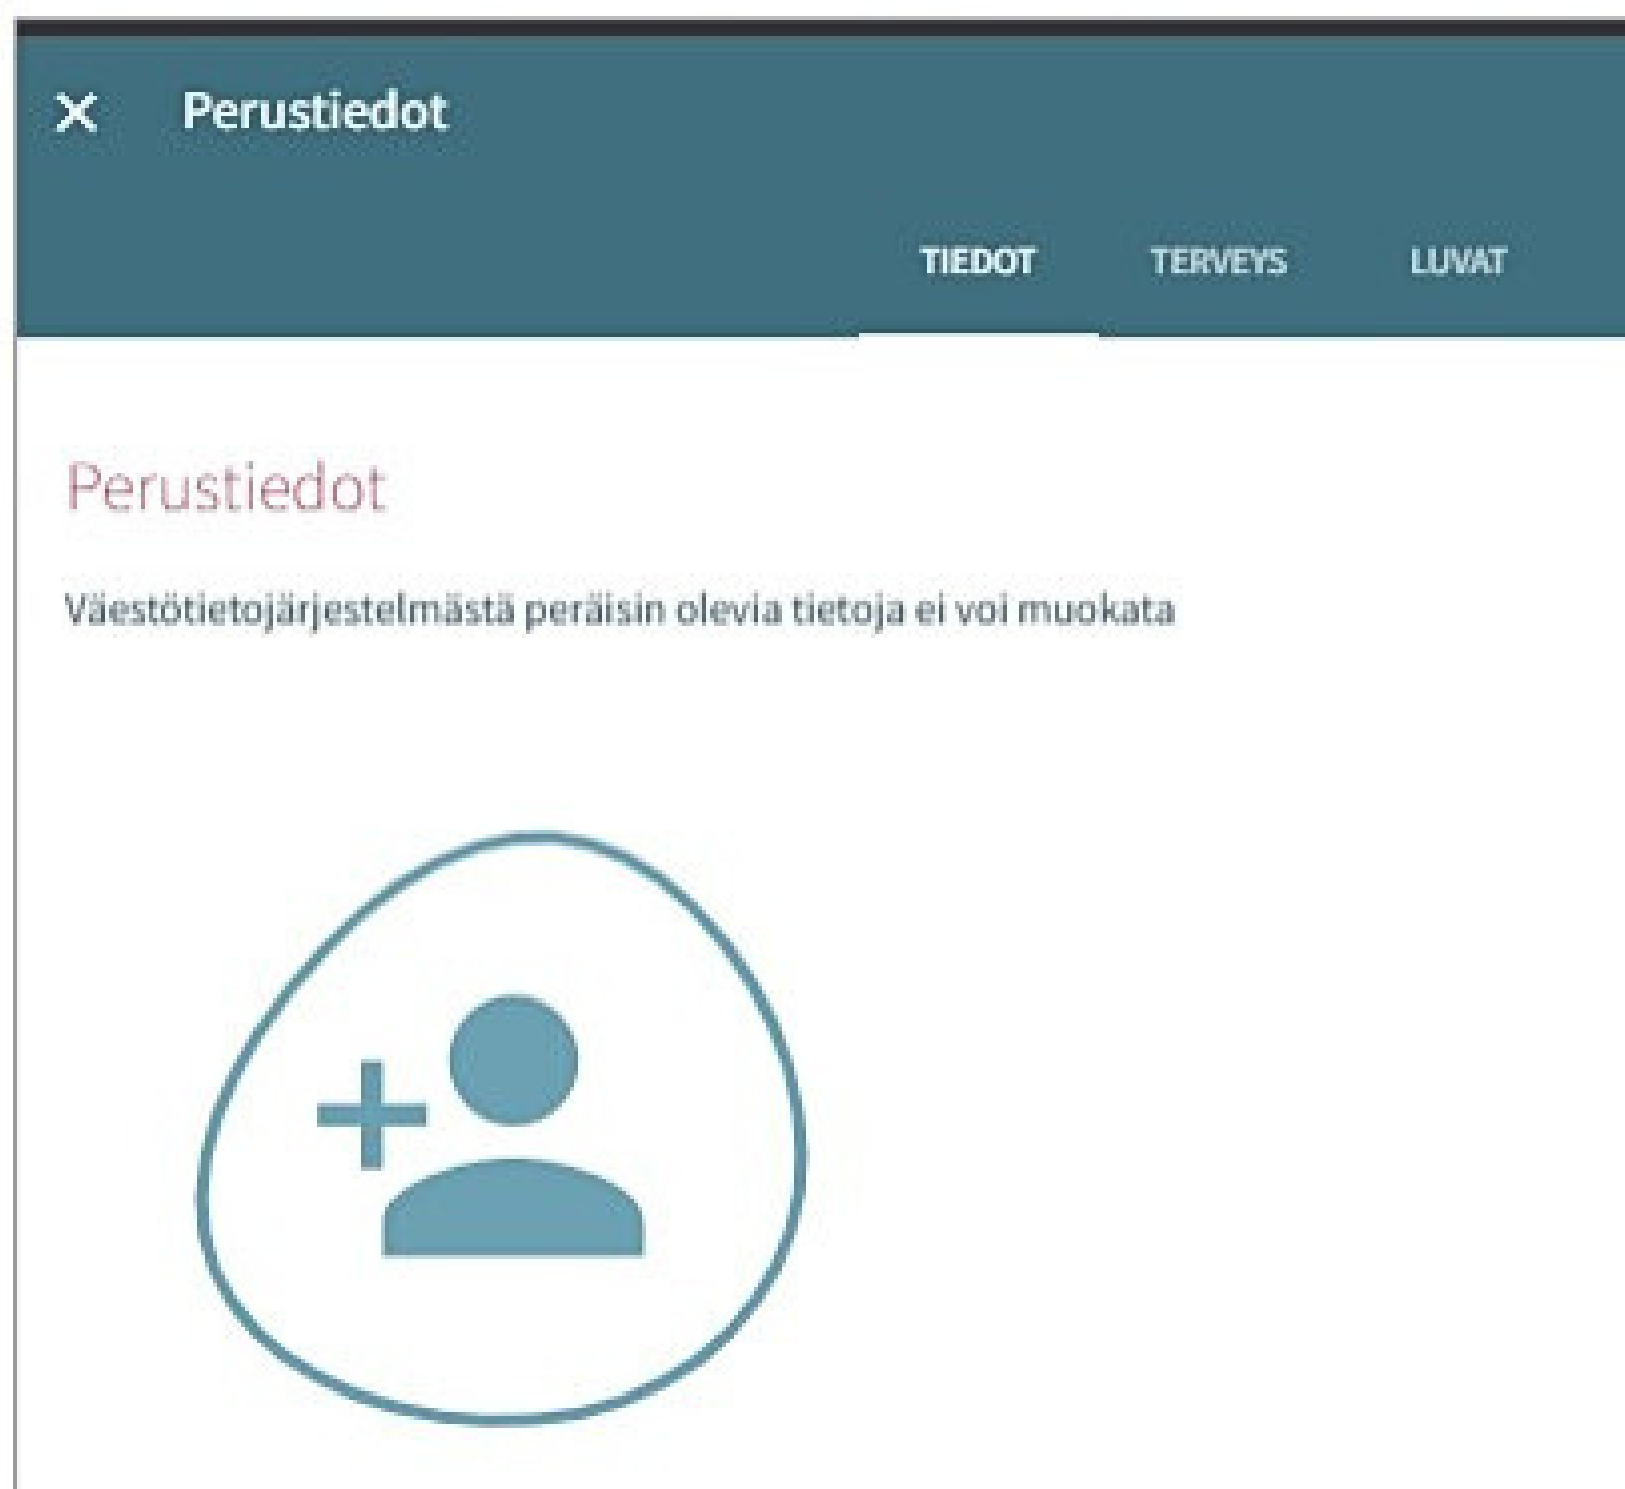 Perustiedot
TIEDOT TERVEYS LUVAT
Perustiedot
Väestötietojärjestelmästä peräisin olevia tietoja ei voi muokata